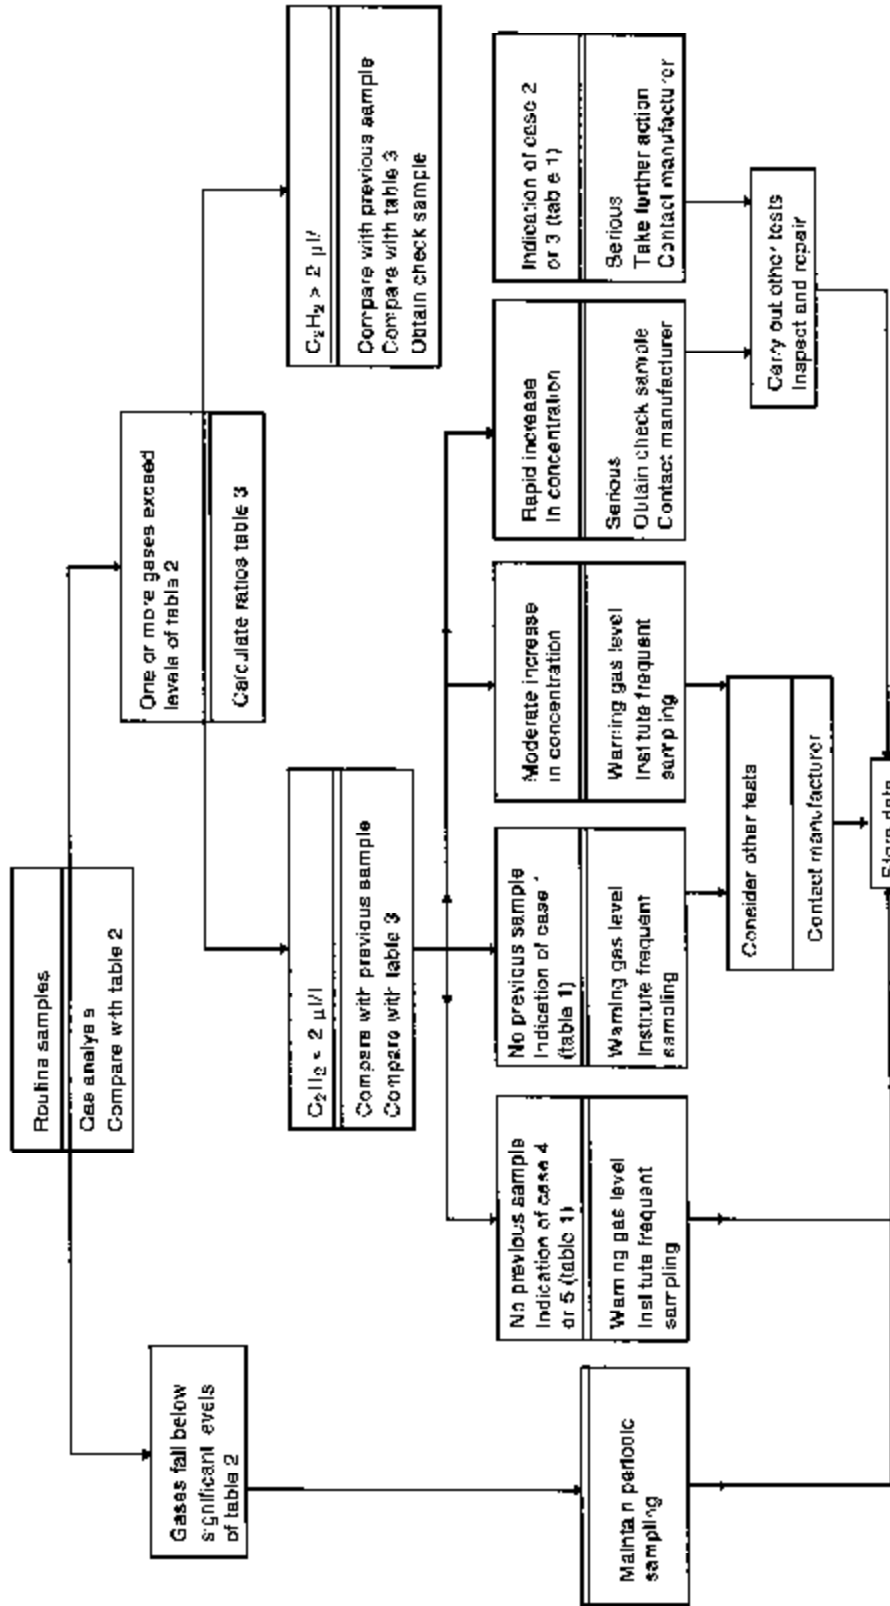 Routine samples
Gas analysis
Compare with table 2
Gases fall below
significant levels
of table 2
One or more gases exceed
levels of table 2
Calculate ratios table 3
C₂H₂ < 2 µl/l
Compare with previous sample
Compare with table 3
C₂H₂ > 2 µl/
Compare with previous sample
Compare with table 3
Obtain check sample
No previous sample
Indication of case 4
or 5 (table 1)
Warning gas level
Institute frequent
sampling
No previous sample
Indication of case
(table 1)
Warning gas level
Institute frequent
sampling
Moderate increase
in concentration
Warning gas level
Institute frequent
sampling
Rapid increase
in concentration
Serious
Obtain check sample
Contact manufacturer
Indication of case 2
or 3 (table 1)
Serious
Take further action
Contact manufacturer
Maintain periodic
sampling
Consider other tests
Contact manufacturer
Carry out other tests
Inspect and repair
Store data